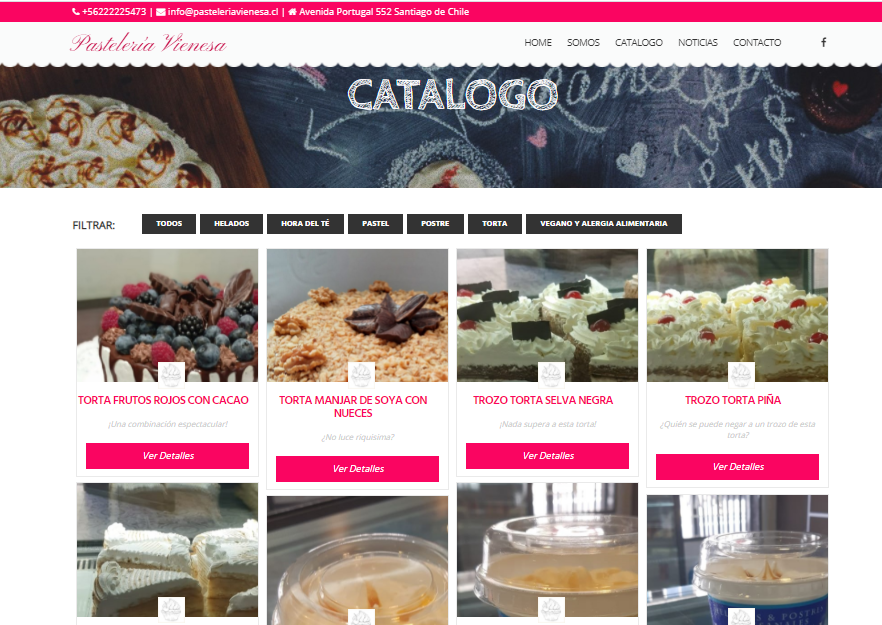 +56222225473 | info@pasteleriavienesa.cl | Avenida Portugal 552 Santiago de Chile
Pastelería Vienesa
HOME SOMOS CATALOGO NOTICIAS CONTACTO
CATALOGO
FILTRAR: TODOS HELADOS HORA DEL TÉ PASTEL POSTRE TORTA VEGANO Y ALERGIA ALIMENTARIA
TORTA FRUTOS ROJOS CON CACAO
¡Una combinación espectacular!
Ver Detalles
TORTA MANJAR DE SOYA CON
NUECES
¿No luce riquísima?
Ver Detalles
TROZO TORTA SELVA NEGRA
¡Nada supera a esta torta!
Ver Detalles
TROZO TORTA PIÑA
¿Quién se puede negar a un trozo de esta
torta?
Ver Detalles